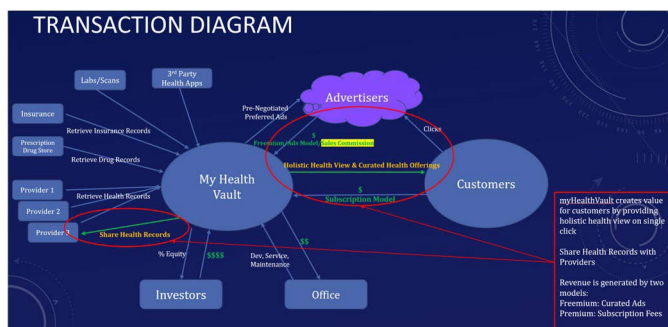 TRANSACTION DIAGRAM
Labs/Scans
3rd Party
Health Apps
Advertisers
Insurance
Retrieve Insurance Records
Pre-Negotiated
Preferred Ads
Clicks
Prescription
Drug Store
Retrieve Drug Records
$
Freemium/Ads Model/Sales Commission
Holistic Health View & Curated Health Offerings
My Health
Vault
Customers
Provider 1
Retrieve Health Records
Provider 2
Provider 3
Share Health Records
$
Subscription Model
% Equity
$$$$
$$
Dev, Service,
Maintenance
Investors
Office
myHealthVault creates value
for customers by providing
holistic health view on single
click
Share Health Records with
Providers
Revenue is generated by two
models:
Freemium: Curated Ads
Premium: Subscription Fees